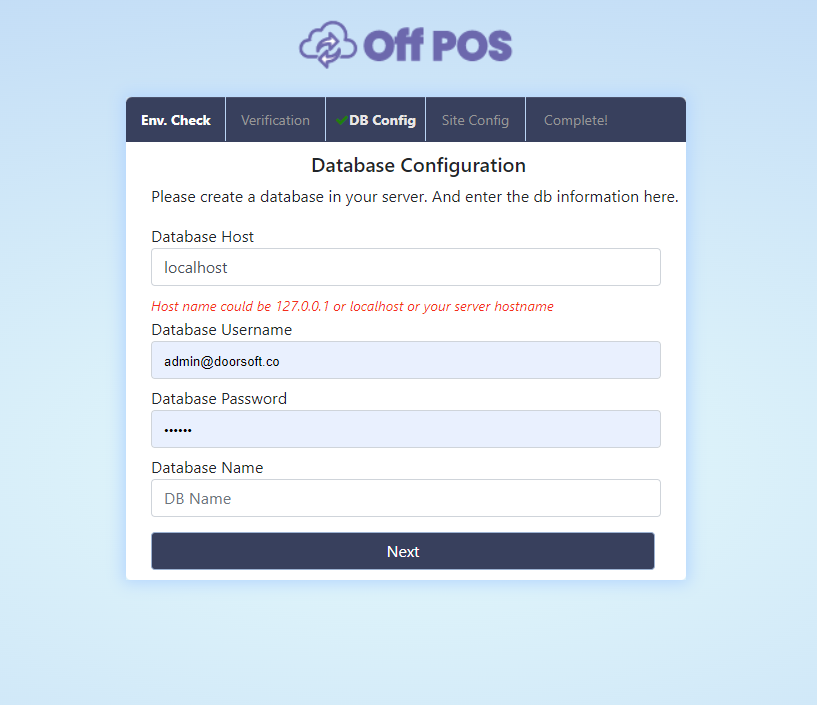 Off POS
Env. Check Verification DB Config Site Config Complete!
Database Configuration
Please create a database in your server. And enter the db information here.
Database Host
localhost
Host name could be 127.0.0.1 or localhost or your server hostname
Database Username
admin@doorsoft.co
Database Password
••••••
Database Name
DB Name
Next